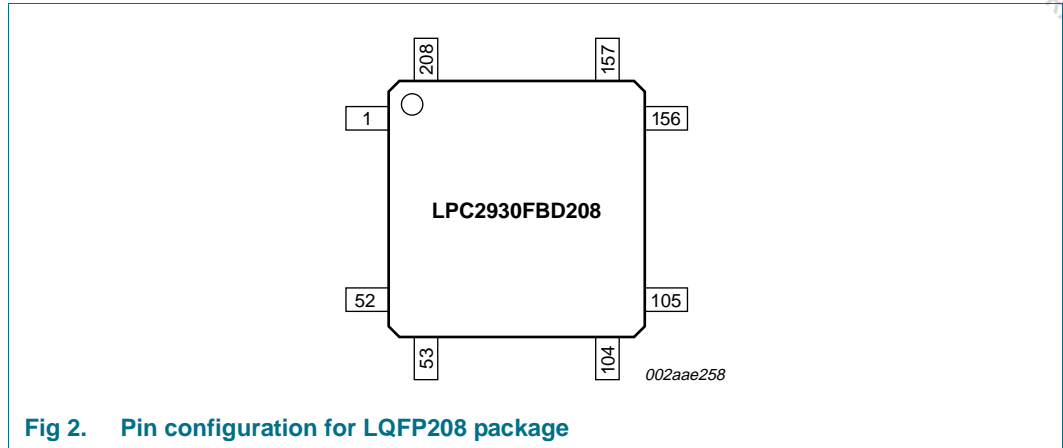 208 157
1 156
LPC2930FBD208
52 105
53 104
002aae258
Fig 2. Pin configuration for LQFP208 package